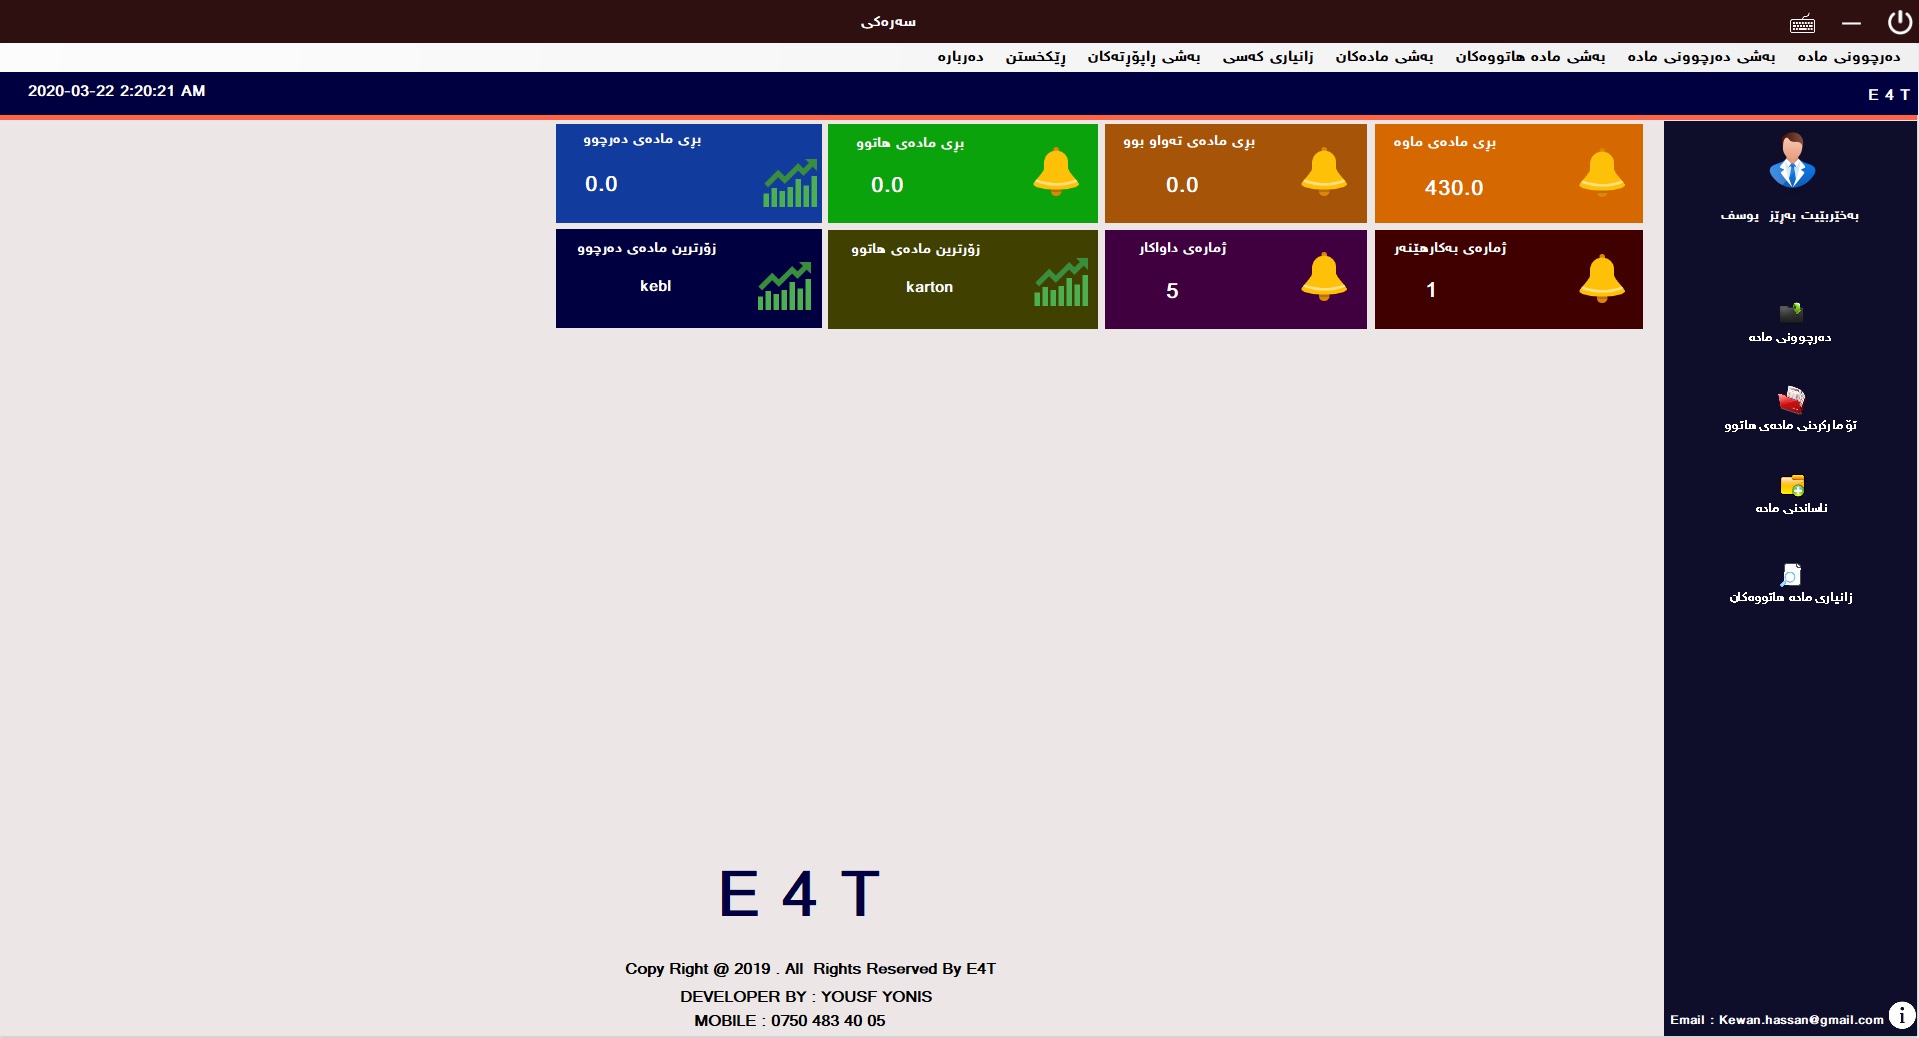 سەرەکی
دەرچوونی مادە   بەشی دەرچوونی مادە   بەشی مادە هاتووەکان   بەشی مادەکان   زانیاری کەسی   بەشی ڕاپۆرتەکان   ڕێکخستن   دەربارە
E 4 T
2020-03-22 2:20:21 AM
بڕی مادەی ماوە
430.0
بڕی مادەی تەواو بوو
0.0
بڕی مادەی هاتوو
0.0
بڕی مادەی دەرچوو
0.0
ژمارەی بەکارهێنەر
1
ژمارەی داواکار
5
زۆرترین مادەی هاتوو
karton
زۆرترین مادەی دەرچوو
kebl
بەخێربێیت بەڕێز یوسف
دەرچوونی مادە
تۆمارکردنی مادەی هاتوو
ناساندنی مادە
زانیاری مادە هاتووەکان
E 4 T
Copy Right @ 2019 . All Rights Reserved By E4T
DEVELOPER BY : YOUSF YONIS
MOBILE : 0750 483 40 05
Email : Kewan.hassan@gmail.com